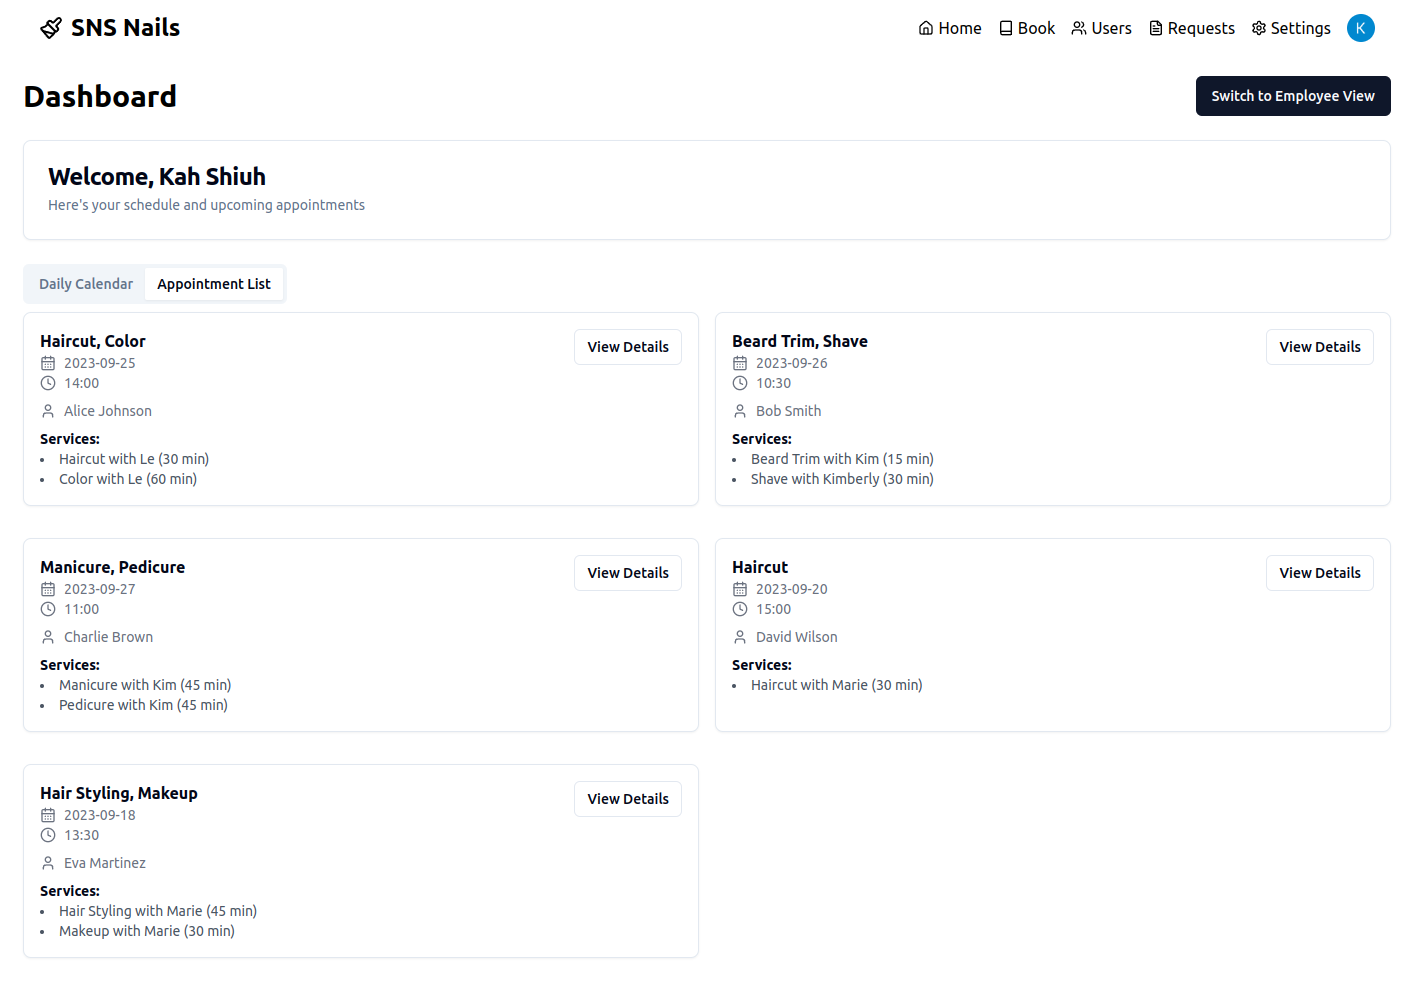 SNS Nails
Home Book Users Requests Settings K
Dashboard
Switch to Employee View
Welcome, Kah Shiuh
Here's your schedule and upcoming appointments
Daily Calendar Appointment List
Haircut, Color
View Details
2023-09-25
14:00
Alice Johnson
Services:
• Haircut with Le (30 min)
• Color with Le (60 min)
Beard Trim, Shave
View Details
2023-09-26
10:30
Bob Smith
Services:
• Beard Trim with Kim (15 min)
• Shave with Kimberly (30 min)
Manicure, Pedicure
View Details
2023-09-27
11:00
Charlie Brown
Services:
• Manicure with Kim (45 min)
• Pedicure with Kim (45 min)
Haircut
View Details
2023-09-20
15:00
David Wilson
Services:
• Haircut with Marie (30 min)
Hair Styling, Makeup
View Details
2023-09-18
13:30
Eva Martinez
Services:
• Hair Styling with Marie (45 min)
• Makeup with Marie (30 min)